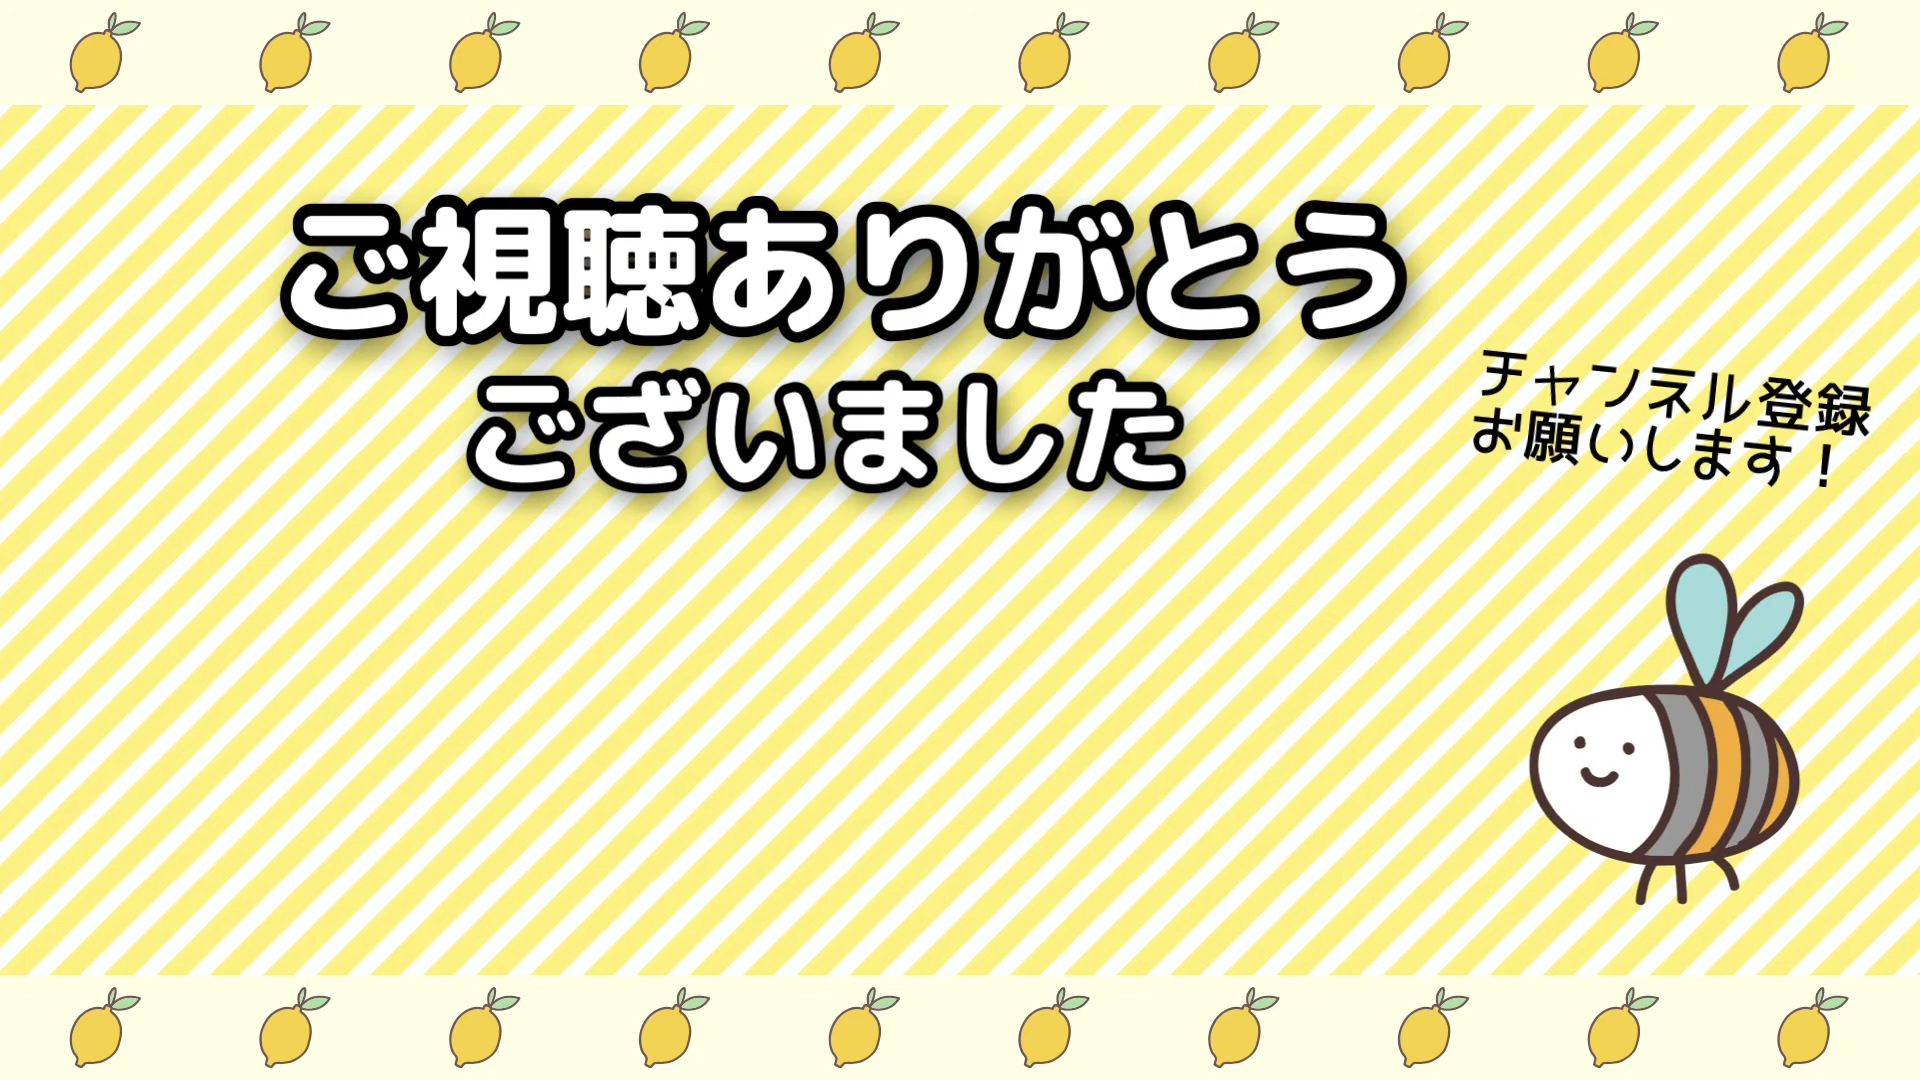 ご視聴ありがとう
ございました
チャンネル登録
お願いします！